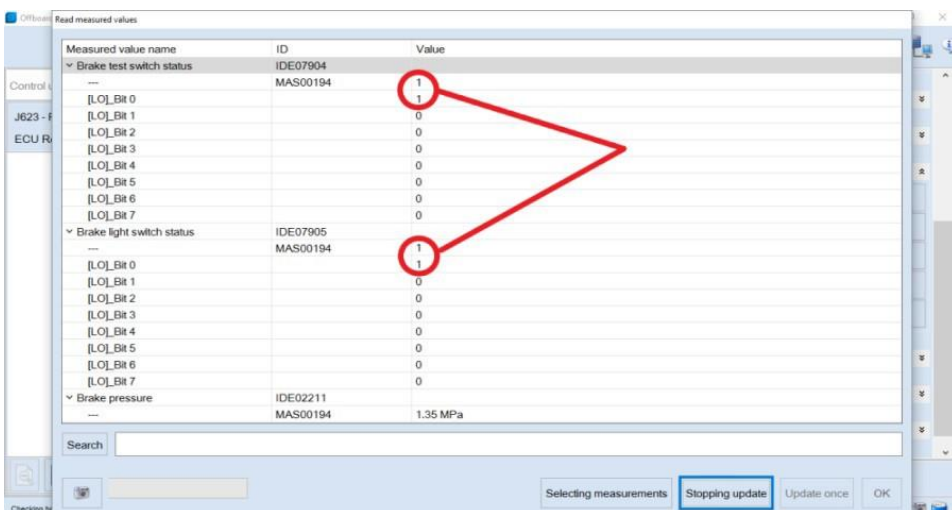 Offboar
Read measured values
Measured value name ID Value
Brake test switch status IDE07904
--- MAS00194 1
[LO]_Bit 0 1
[LO]_Bit 1 0
[LO]_Bit 2 0
[LO]_Bit 3 0
[LO]_Bit 4 0
[LO]_Bit 5 0
[LO]_Bit 6 0
[LO]_Bit 7 0
Brake light switch status IDE07905
--- MAS00194 1
[LO]_Bit 0 1
[LO]_Bit 1 0
[LO]_Bit 2 0
[LO]_Bit 3 0
[LO]_Bit 4 0
[LO]_Bit 5 0
[LO]_Bit 6 0
[LO]_Bit 7 0
Brake pressure IDE02211
--- MAS00194 1.35 MPa
Control u
J623 - F
ECU R
Search
Selecting measurements Stopping update Update once OK